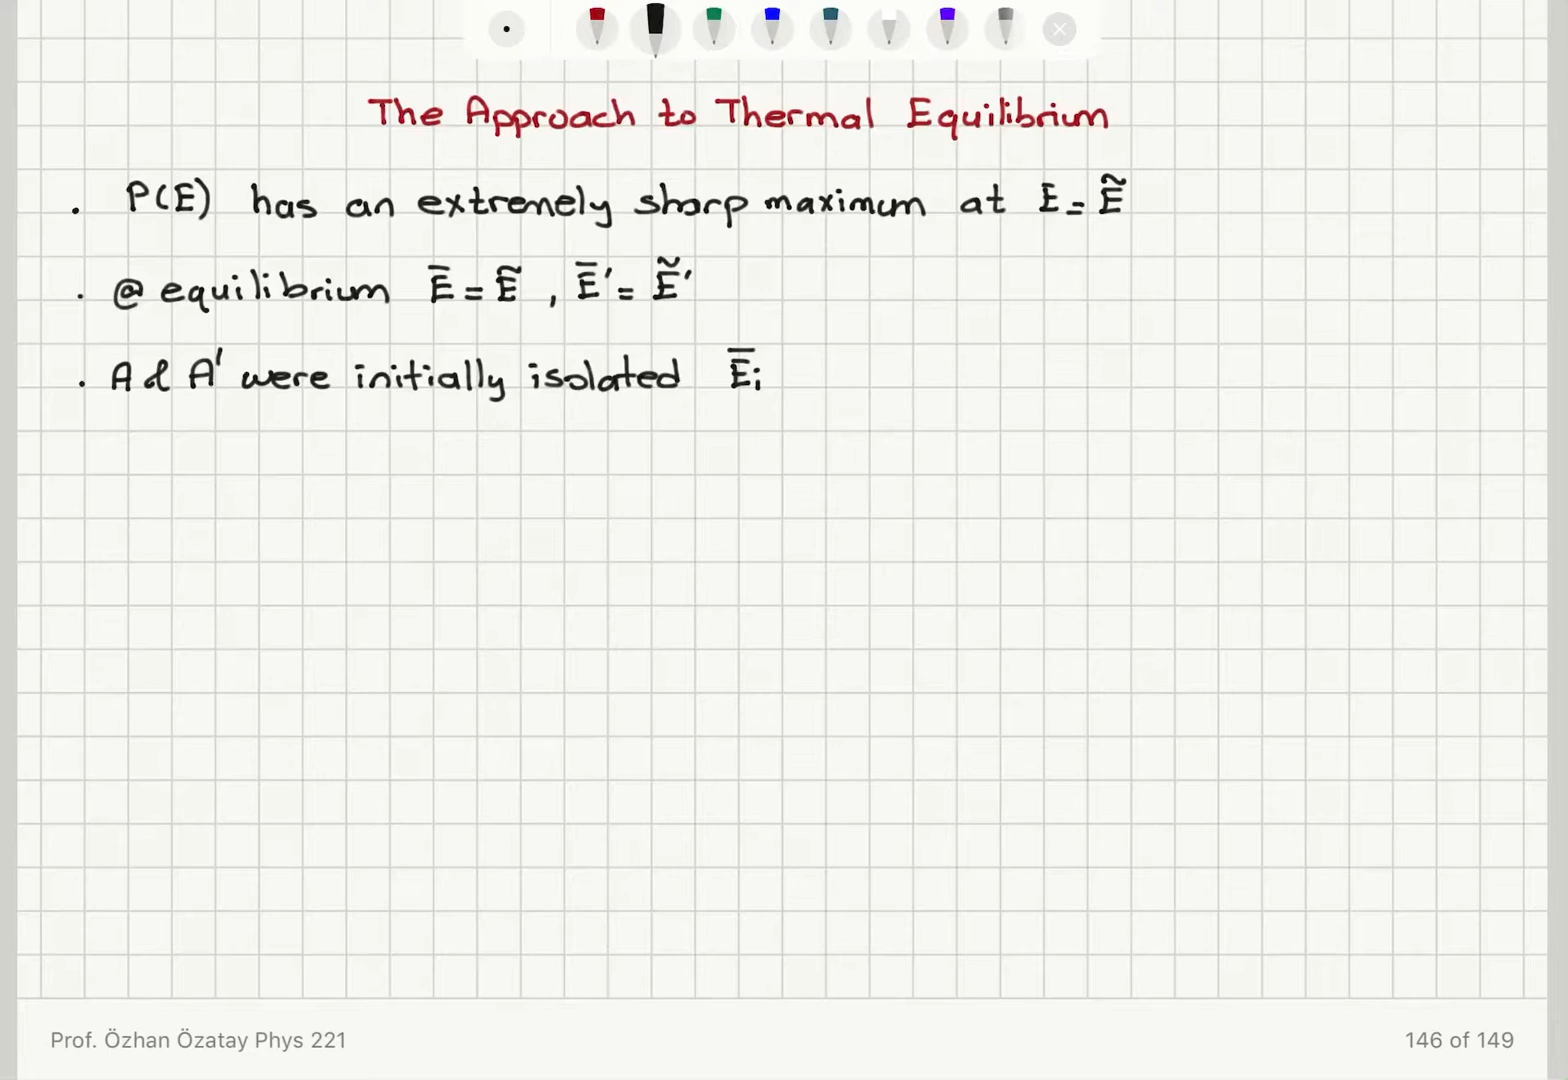 The Approach to Thermal Equilibrium
. P(E) has an extremely sharp maximum at E = Ẽ
. @ equilibrium Ē = Ẽ , Ē' = Ẽ'
. A & A' were initially isolated Ēi
Prof. Özhan Özatay Phys 221
146 of 149